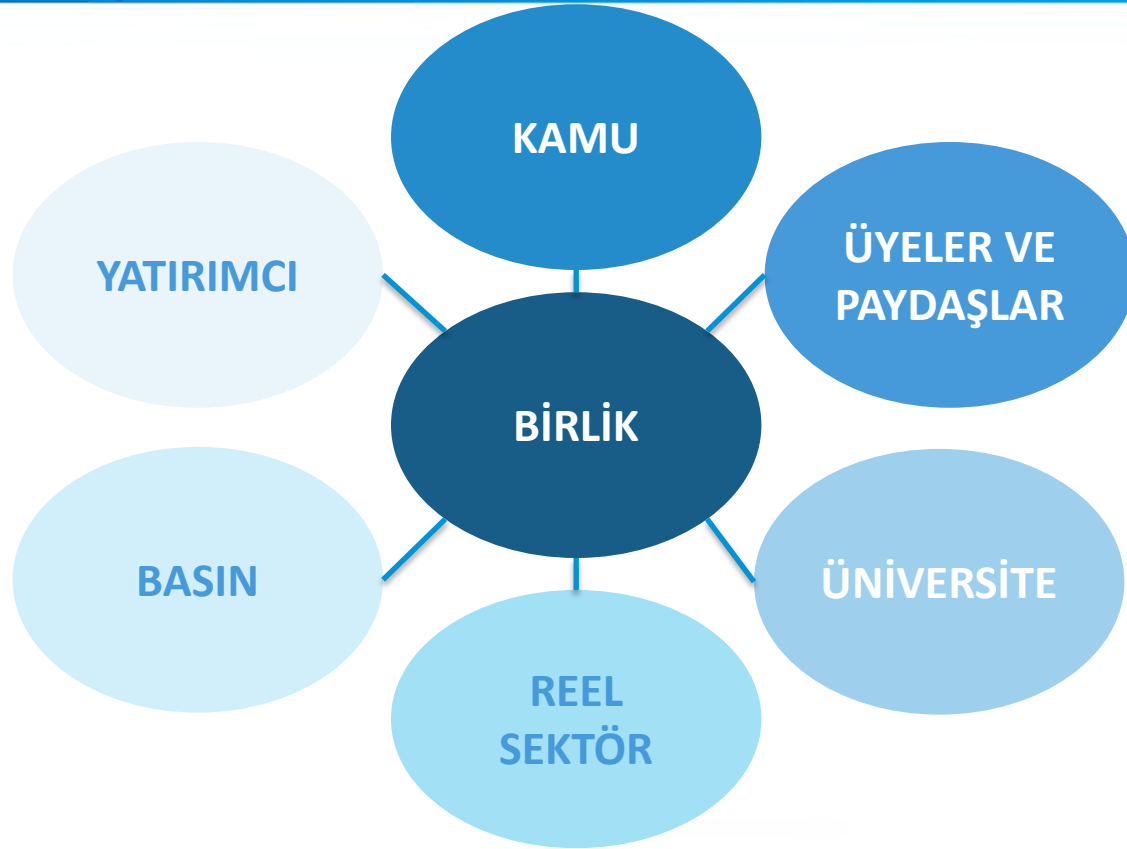 KAMU
YATIRIMCI
ÜYELER VE
PAYDAŞLAR
BİRLİK
BASIN
ÜNİVERSİTE
REEL
SEKTÖR